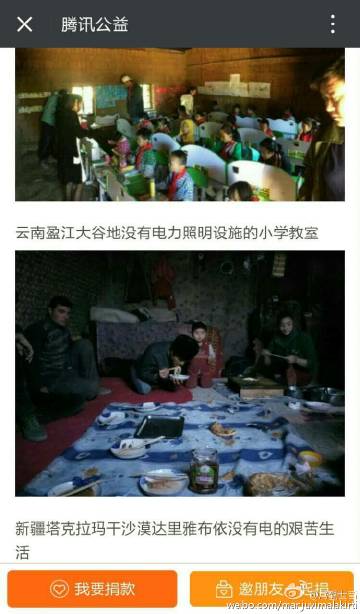 腾讯公益
云南盈江大谷地没有电力照明设施的小学教室
新疆塔克拉玛干沙漠达里雅布依没有电的艰苦生
活
我要捐款
邀朋友一起捐
weibo.com/marjuvimalakirti